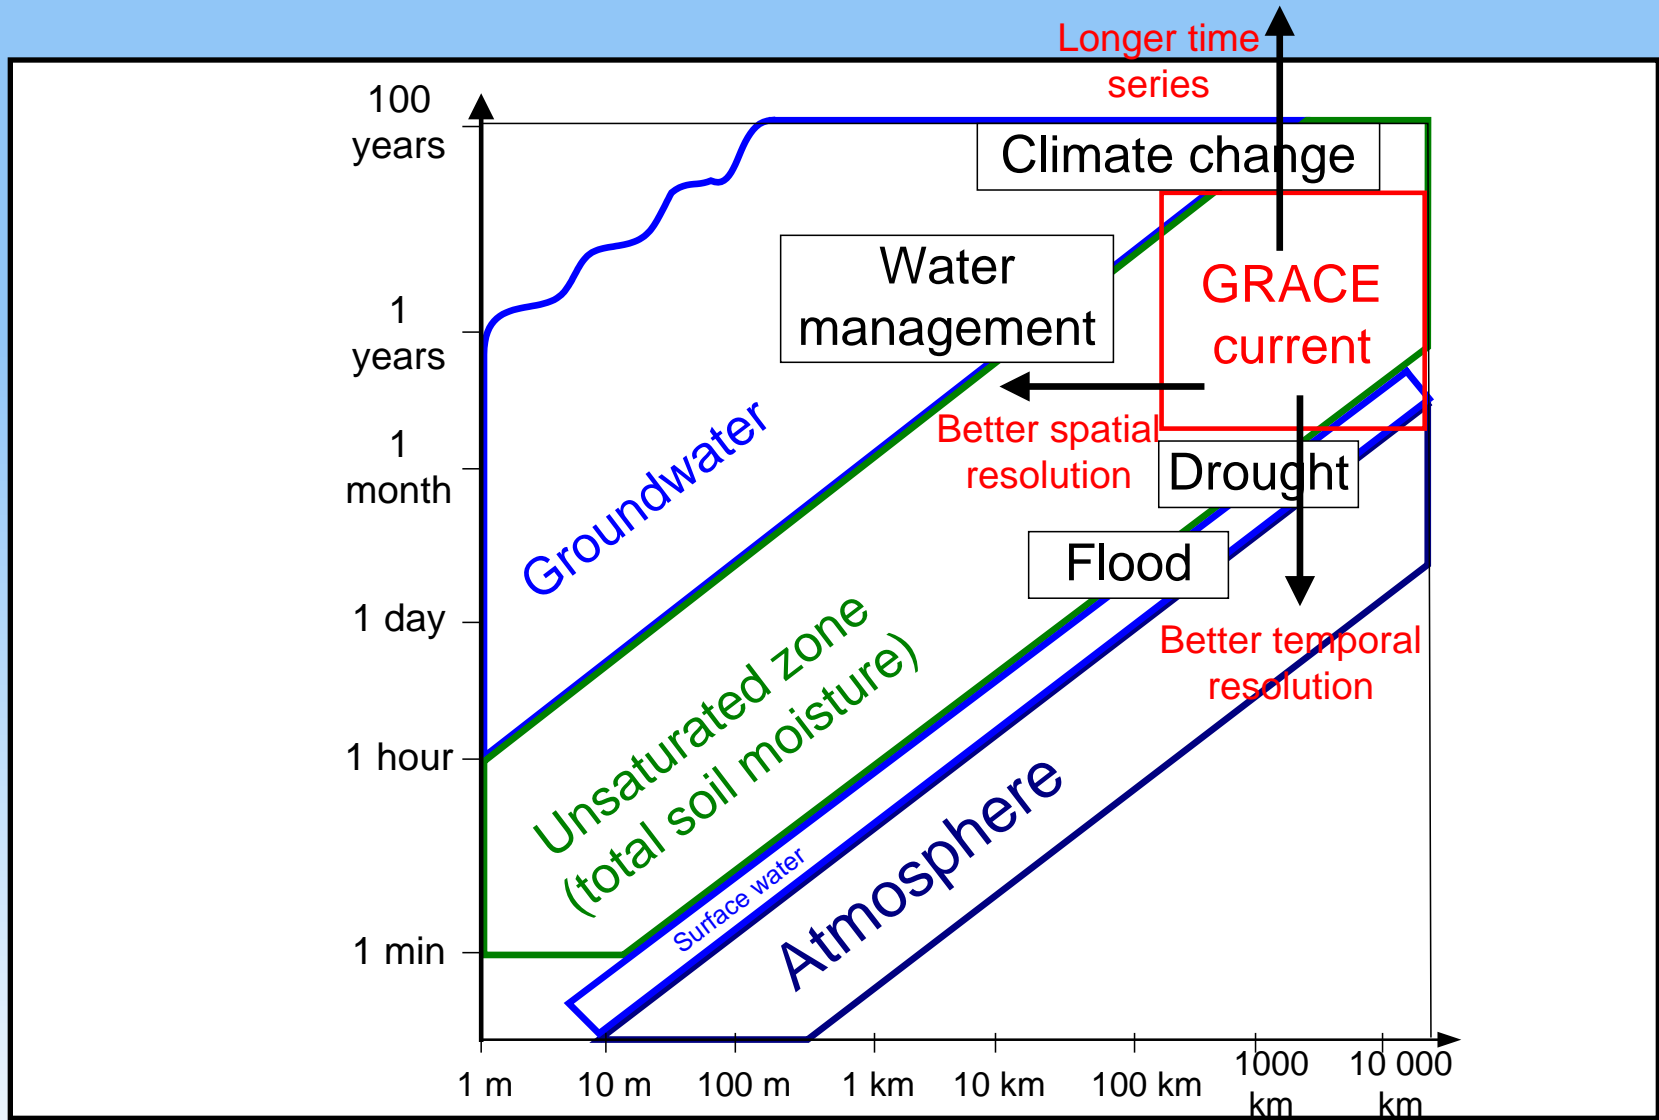 Longer time
series
100
years
Climate change
Water
management
GRACE
current
1
years
Better spatial
resolution
1
month
Drought
Groundwater
Flood
1 day
Better temporal
resolution
Unsaturated zone
(total soil moisture)
1 hour
Surface water
Atmosphere
1 min
1 m
10 m
100 m
1 km
10 km
100 km
1000
km
10 000
km